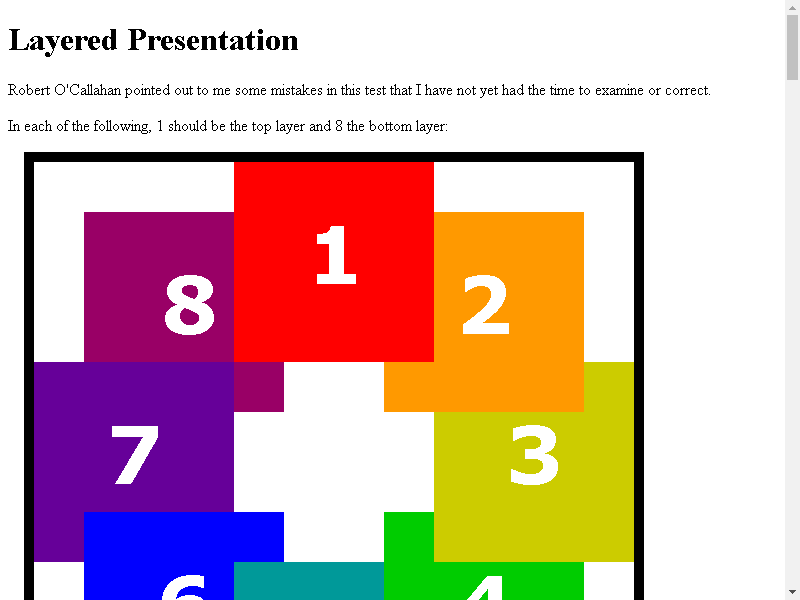 Layered Presentation
Robert O'Callahan pointed out to me some mistakes in this test that I have not yet had the time to examine or correct.
In each of the following, 1 should be the top layer and 8 the bottom layer:
1
8 2
7 3
6 4